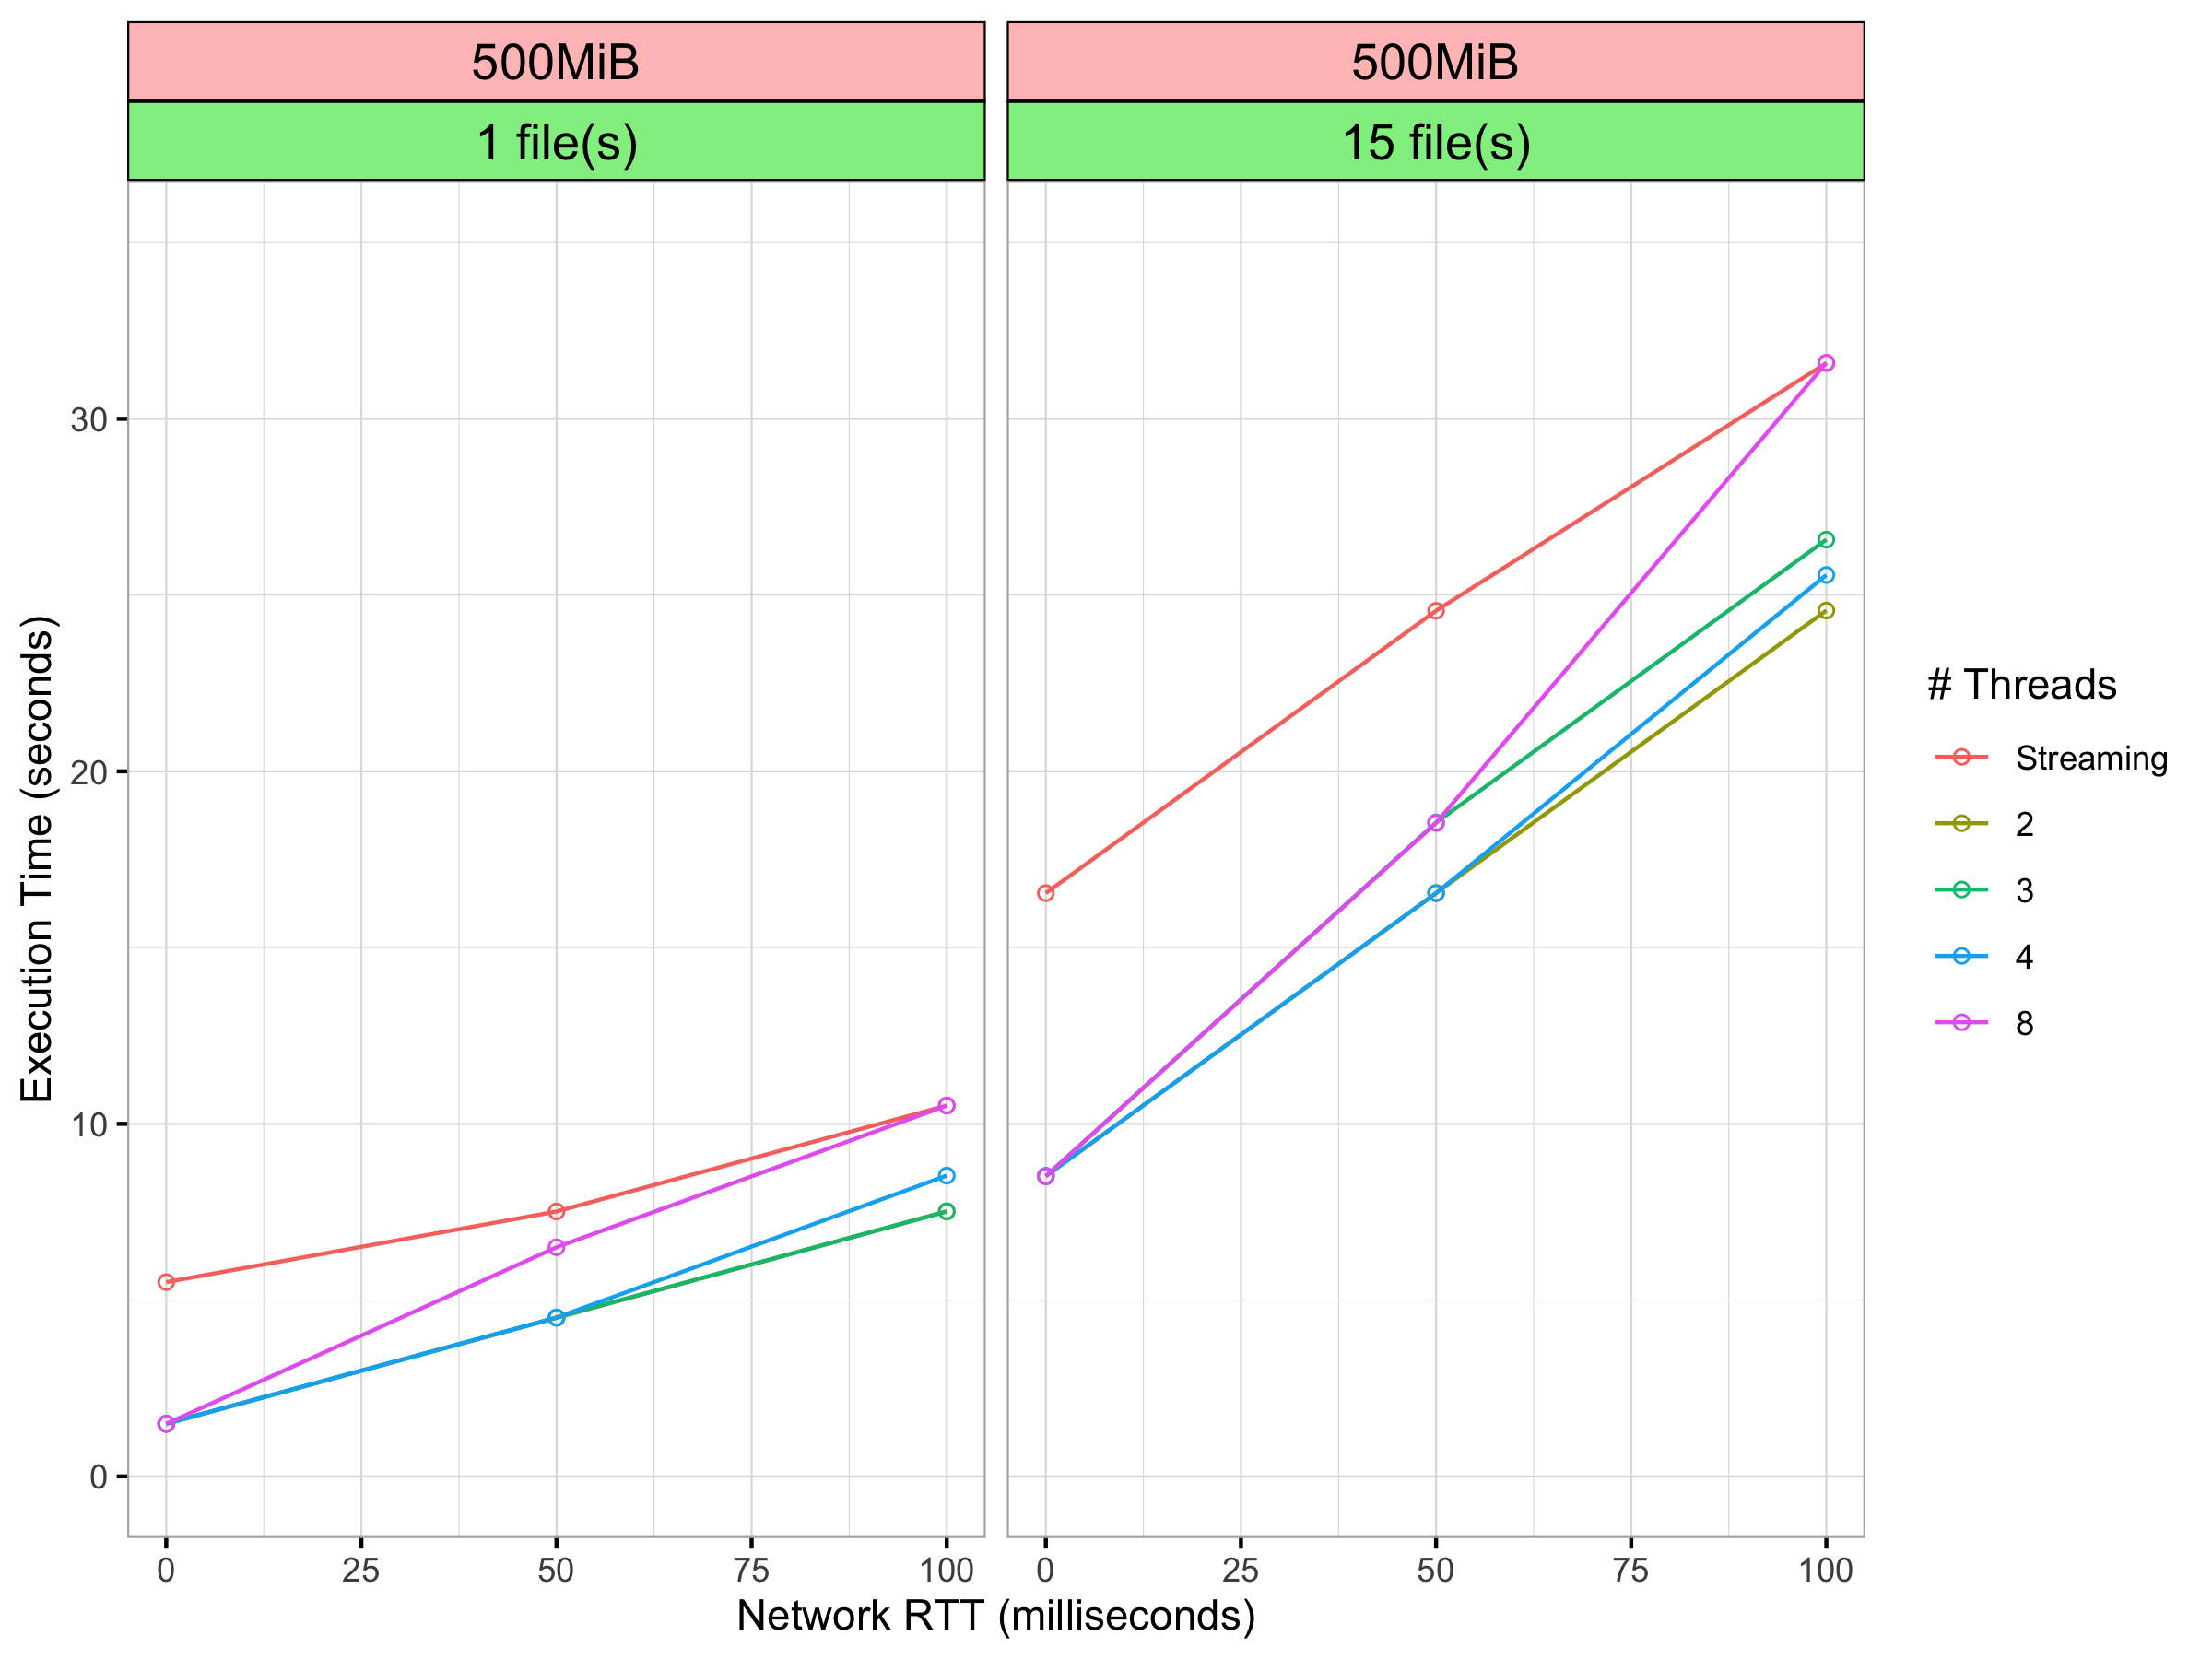 500MiB
500MiB
1 file(s)
15 file(s)
Execution Time (seconds)
30
20
10
0
0
25
50
75
100
0
25
50
75
100
Network RTT (milliseconds)
# Threads
Streaming
2
3
4
8